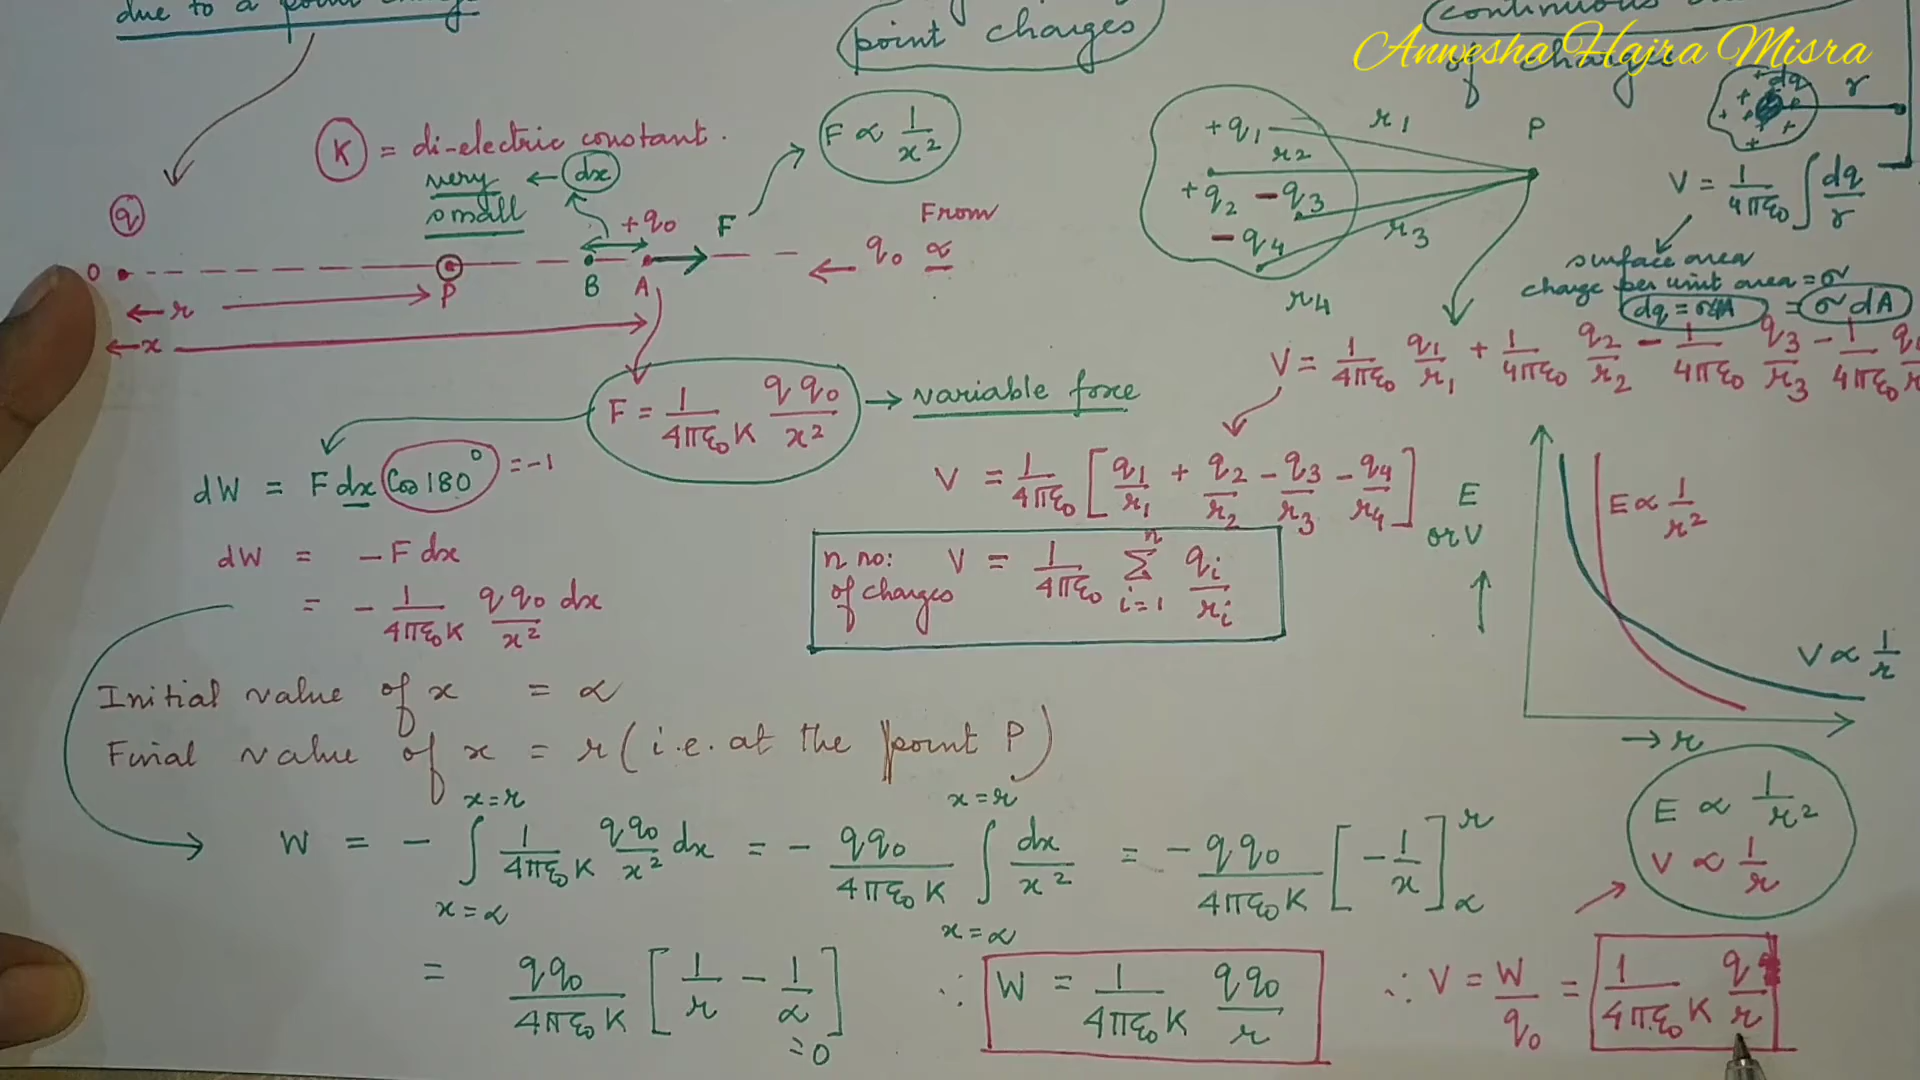 due to a point charge
point charges
continuous
of charge
Anwesha Hajra Misra
K = di-electric constant.
very small ← dx
F ∝ 1/x²
q
+q₀
F
From
q₀ α
O
P
B
A
r
x
+q₁
r₁
P
r₂
+q₂
-q₃
-q₄
r₃
r₄
dq
r
V = 1/4πε₀ ∫ dq/r
surface area
charge per unit area = σ
= σ dA
F = 1/4πε₀K qq₀/x² → variable force
V = 1/4πε₀ q₁/r₁ + 1/4πε₀ q₂/r₂ - 1/4πε₀ q₃/r₃ - 1/4πε₀
dW = F dx Cos 180° = -1
V = 1/4πε₀ [q₁/r₁ + q₂/r₂ - q₃/r₃ - q₄/r₄]
dW = - F dx
= - 1/4πε₀K qq₀/x² dx
n no: of charges V = 1/4πε₀ Σ i=1 n qᵢ/rᵢ
E or V ↑
E ∝ 1/r²
V ∝ 1/r
→ r
Initial value of x = α
Final value of x = r (i.e. at the point P)
E ∝ 1/r²
V ∝ 1/r
W = - ∫ x=α x=r 1/4πε₀K qq₀/x² dx = - qq₀/4πε₀K ∫ x=α x=r dx/x² = - qq₀/4πε₀K [-1/x] α r
= qq₀/4πε₀K [1/r - 1/α] = 0
∴ W = 1/4πε₀K qq₀/r
∴ V = W/q₀ = 1/4πε₀K q/r